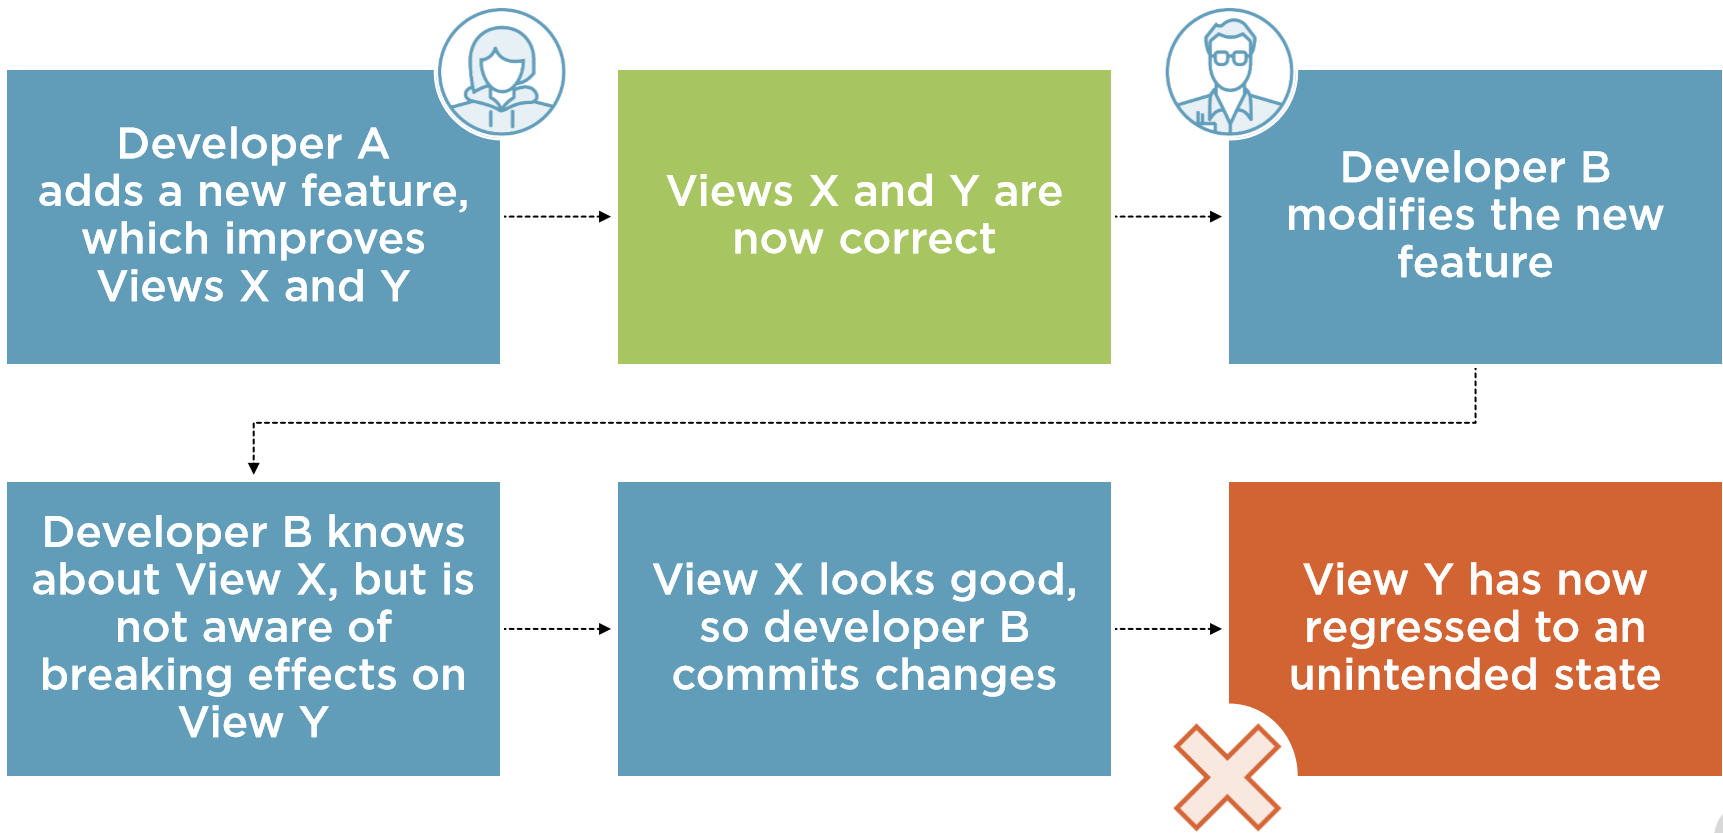 Developer A
adds a new feature,
which improves
Views X and Y
Views X and Y are
now correct
Developer B
modifies the new
feature
Developer B knows
about View X, but is
not aware of
breaking effects on
View Y
View X looks good,
so developer B
commits changes
View Y has now
regressed to an
unintended state